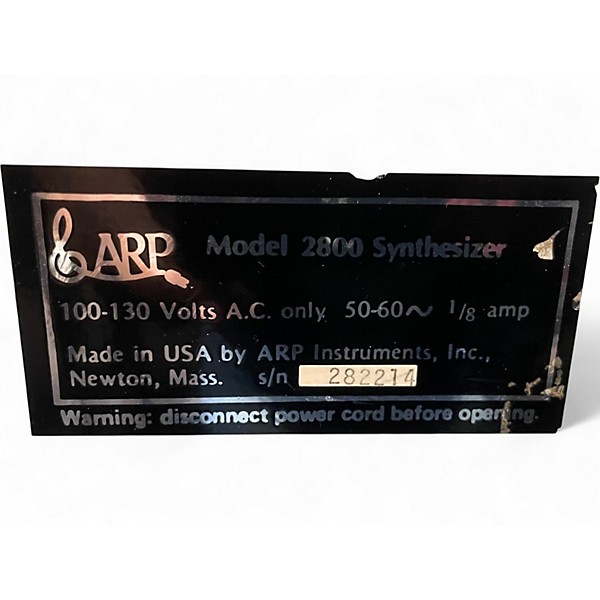 ARP Model 2800 Synthesizer
100-130 Volts A.C. only 50-60~ 1/8 amp
Made in USA by ARP Instruments, Inc.,
Newton, Mass. s/n 282214
Warning: disconnect power cord before opening.